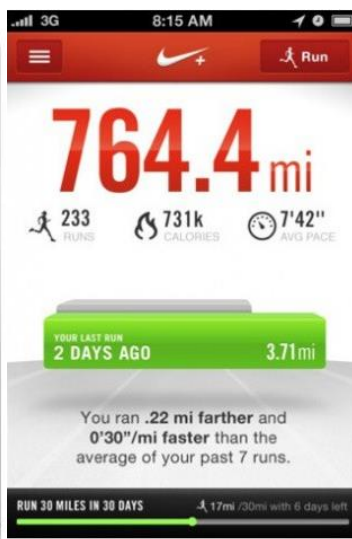 3G 8:15 AM
+ Run
764.4 mi
233 731k 7'42"
RUNS CALORIES AVG PACE
YOUR LAST RUN
2 DAYS AGO 3.71mi
You ran .22 mi farther and
0'30"/mi faster than the
average of your past 7 runs.
RUN 30 MILES IN 30 DAYS 17mi /30mi with 6 days left